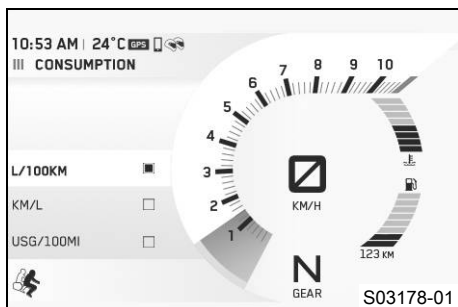 10:53 AM | 24°C GPS
CONSUMPTION
L/100KM
KM/L
USG/100MI
1
2
3
4
5
6
7
8
9
10
0
KM/H
N
GEAR
123 KM
S03178-01